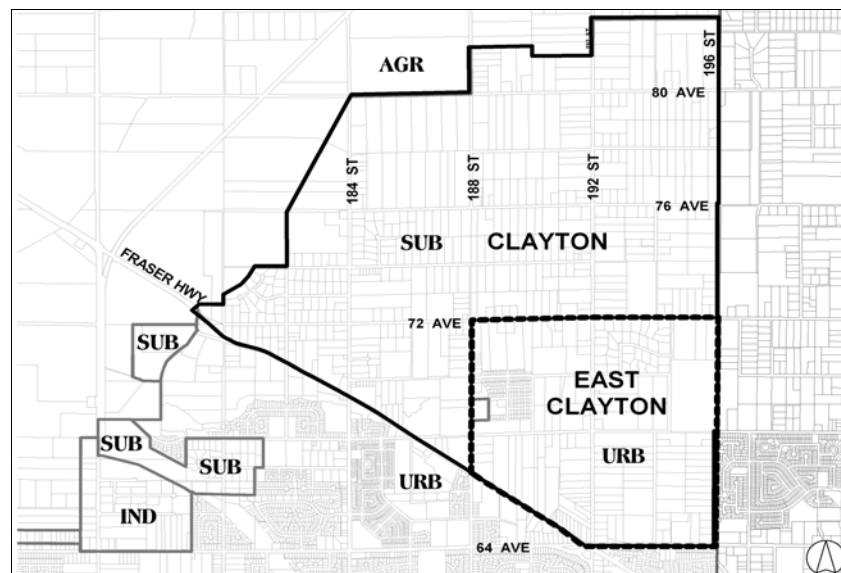 AGR
196 ST
80 AVE
184 ST
188 ST
192 ST
76 AVE
SUB
CLAYTON
FRASER HWY
72 AVE
SUB
EAST
CLAYTON
SUB
SUB
URB
URB
IND
64 AVE